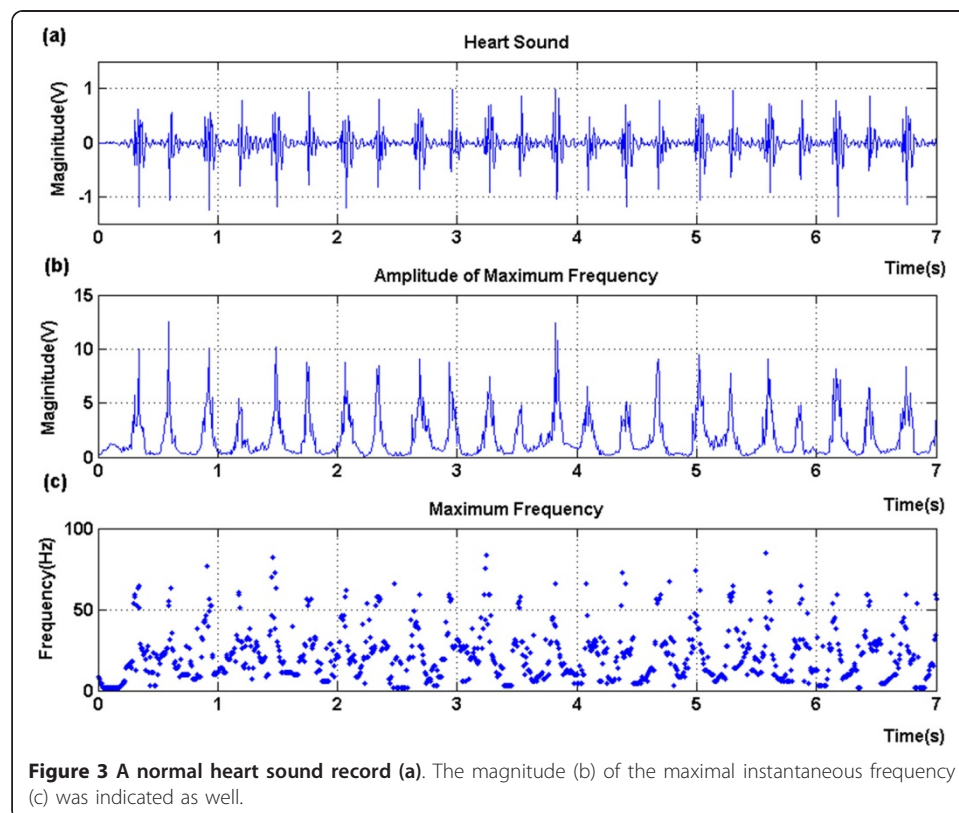 (a)
Heart Sound
Maginitude(V)
1
0
-1
0 1 2 3 4 5 6 7
Time(s)
(b)
Amplitude of Maximum Frequency
Maginitude(V)
15
10
5
0
0 1 2 3 4 5 6 7
Time(s)
(c)
Maximum Frequency
Frequency(Hz)
100
50
0
0 1 2 3 4 5 6 7
Time(s)
Figure 3 A normal heart sound record (a). The magnitude (b) of the maximal instantaneous frequency
(c) was indicated as well.